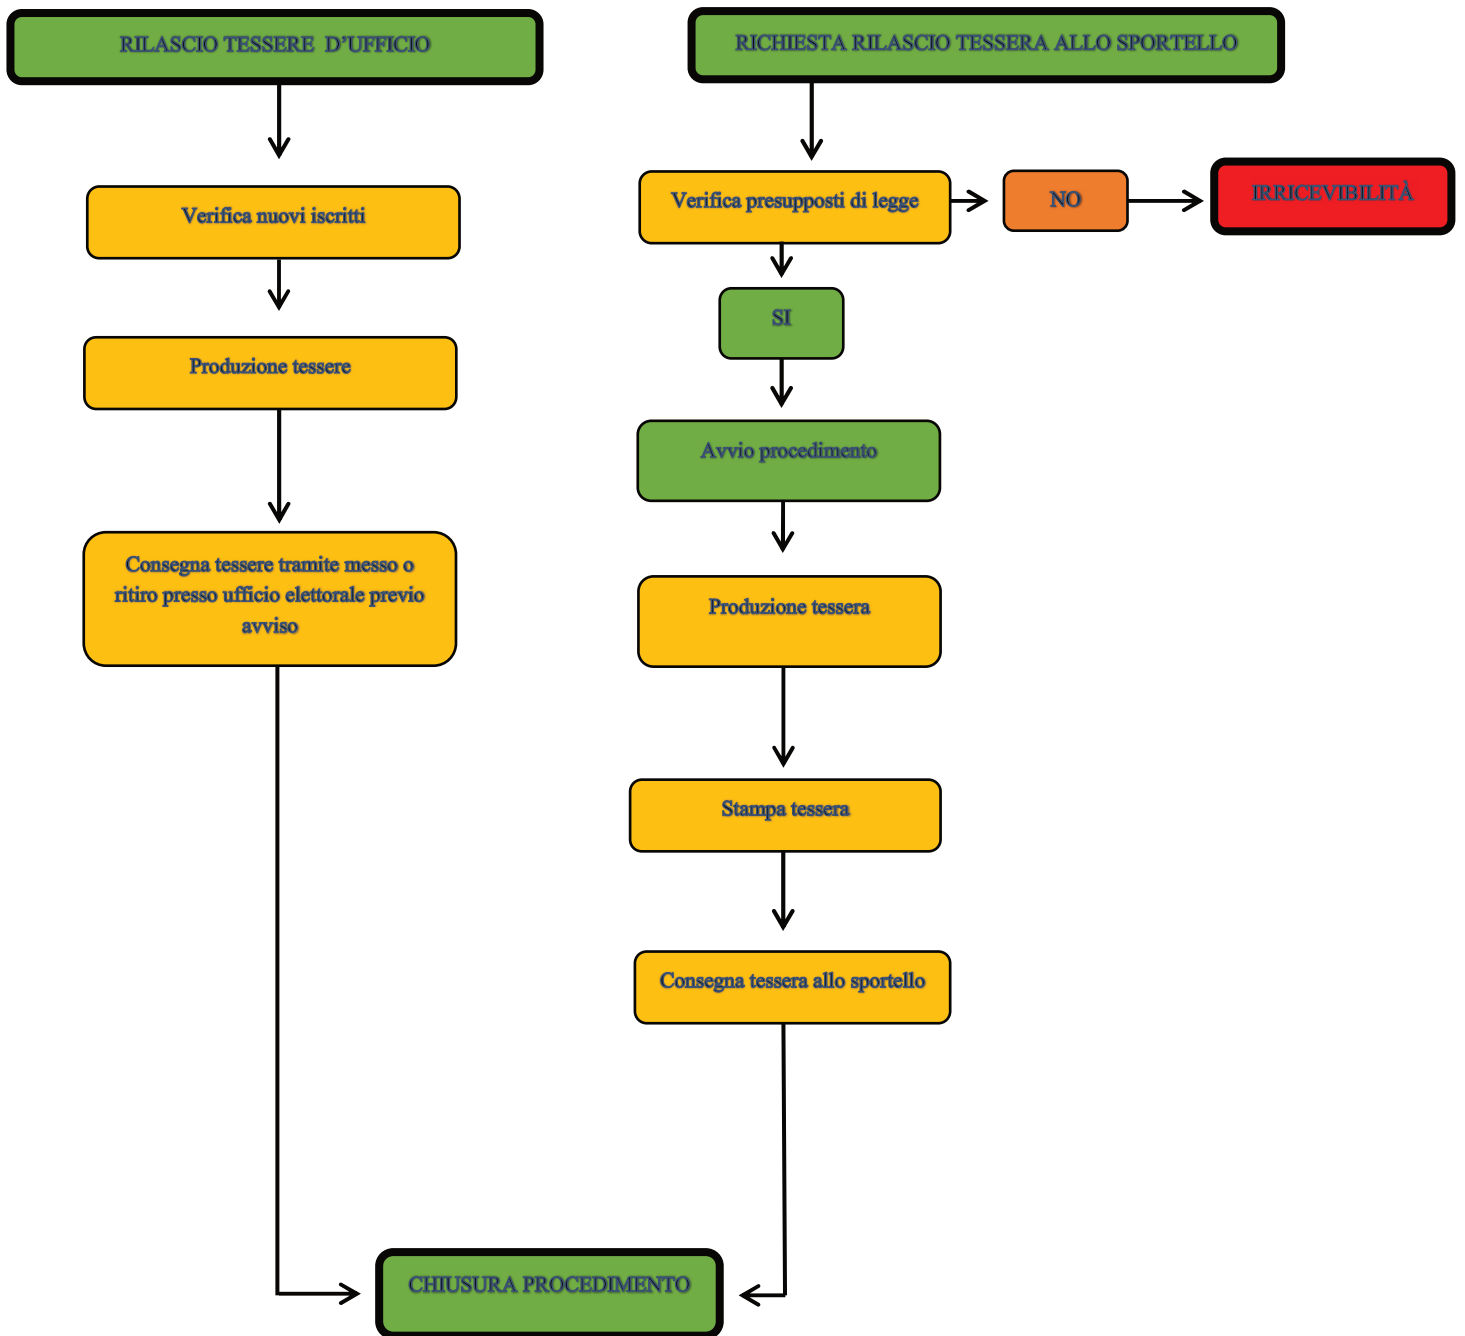 RILASCIO TESSERE D’UFFICIO
RICHIESTA RILASCIO TESSERA ALLO SPORTELLO
Verifica nuovi iscritti
Verifica presupposti di legge
NO
IRRICEVIBILITÀ
SI
Produzione tessere
Avvio procedimento
Consegna tessere tramite messo o
ritiro presso ufficio elettorale previo
avviso
Produzione tessera
Stampa tessera
Consegna tessera allo sportello
CHIUSURA PROCEDIMENTO